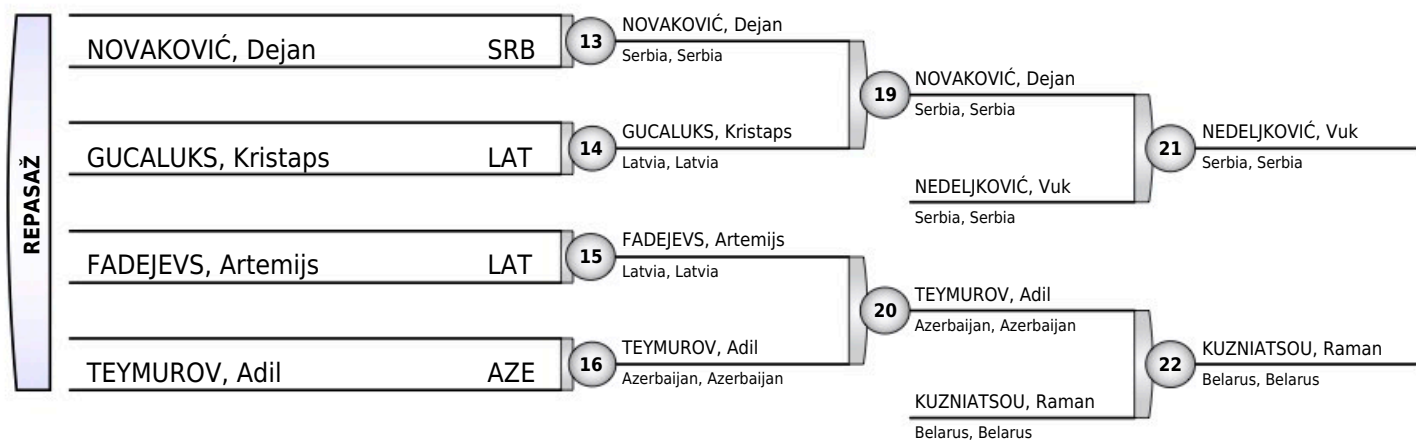 REPASAŽ
NOVAKOVIĆ, Dejan SRB
13
NOVAKOVIĆ, Dejan
Serbia, Serbia
GUCALUKS, Kristaps LAT
14
GUCALUKS, Kristaps
Latvia, Latvia
19
NOVAKOVIĆ, Dejan
Serbia, Serbia
NEDELJKOVIĆ, Vuk
Serbia, Serbia
21
NEDELJKOVIĆ, Vuk
Serbia, Serbia
FADEJEVS, Artemijs LAT
15
FADEJEVS, Artemijs
Latvia, Latvia
TEYMUROV, Adil AZE
16
TEYMUROV, Adil
Azerbaijan, Azerbaijan
20
TEYMUROV, Adil
Azerbaijan, Azerbaijan
KUZNIATSOU, Raman
Belarus, Belarus
22
KUZNIATSOU, Raman
Belarus, Belarus